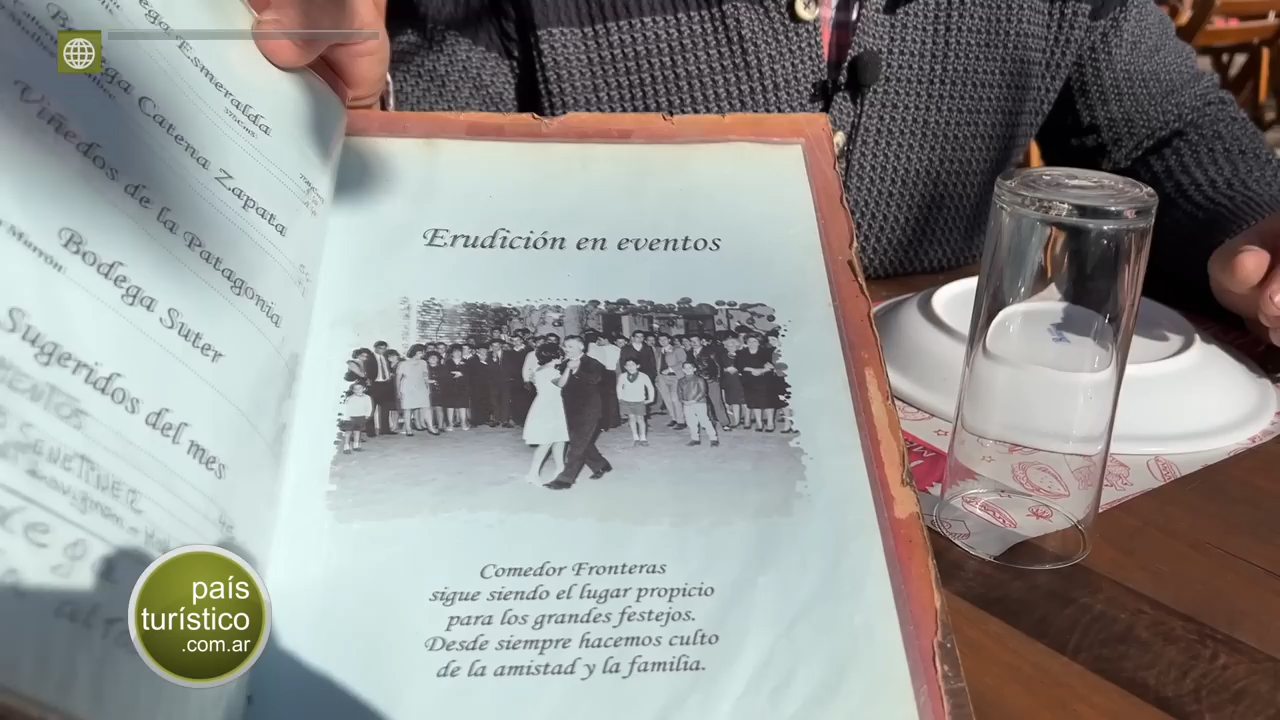 Bodega Esmeralda
375cms.
Bodega Catena Zapata
Viñedos de la Patagonia
Bodega Suter
Sugeridos del mes
Erudición en eventos
Comedor Fronteras
sigue siendo el lugar propicio
para los grandes festejos.
Desde siempre hacemos culto
de la amistad y la familia.
país
turístico
.com.ar